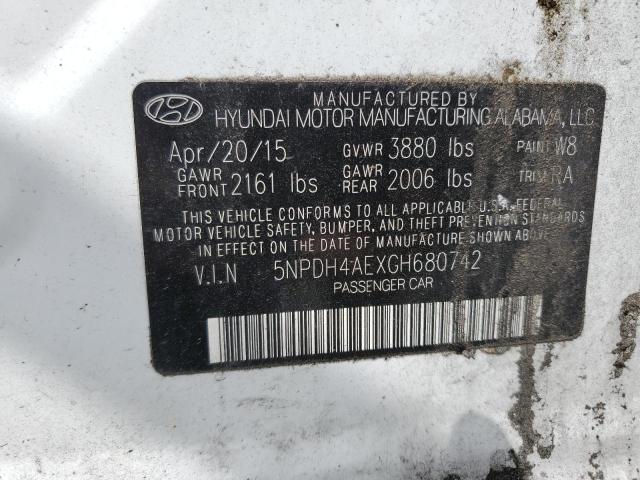 MANUFACTURED BY
HYUNDAI MOTOR MANUFACTURING ALABAMA, LLC
Apr/20/15 GVWR 3880 lbs PAINT W8
GAWR FRONT 2161 lbs GAWR REAR 2006 lbs TRIM RA
THIS VEHICLE CONFORMS TO ALL APPLICABLE U.S.A. FEDERAL
MOTOR VEHICLE SAFETY, BUMPER, AND THEFT PREVENTION STANDARDS
IN EFFECT ON THE DATE OF MANUFACTURE SHOWN ABOVE.
V.I.N 5NPDH4AEXGH680742
PASSENGER CAR